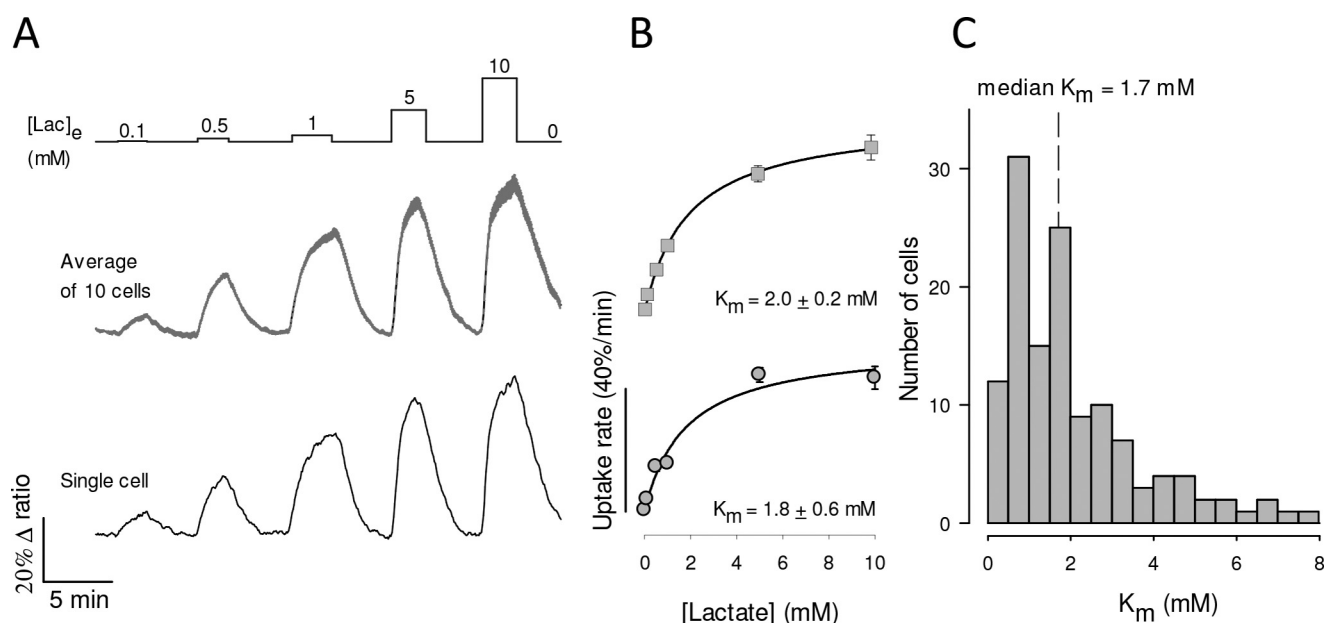 A
[Lac]e
(mM)
0.1
0.5
1
5
10
0
Average
of 10 cells
Single cell
20% Δ ratio
5 min
B
Uptake rate (40%/min)
Km = 2.0 ± 0.2 mM
Km = 1.8 ± 0.6 mM
0 2 4 6 8 10
[Lactate] (mM)
C
median Km = 1.7 mM
Number of cells
30
20
10
0
0 2 4 6 8
Km (mM)